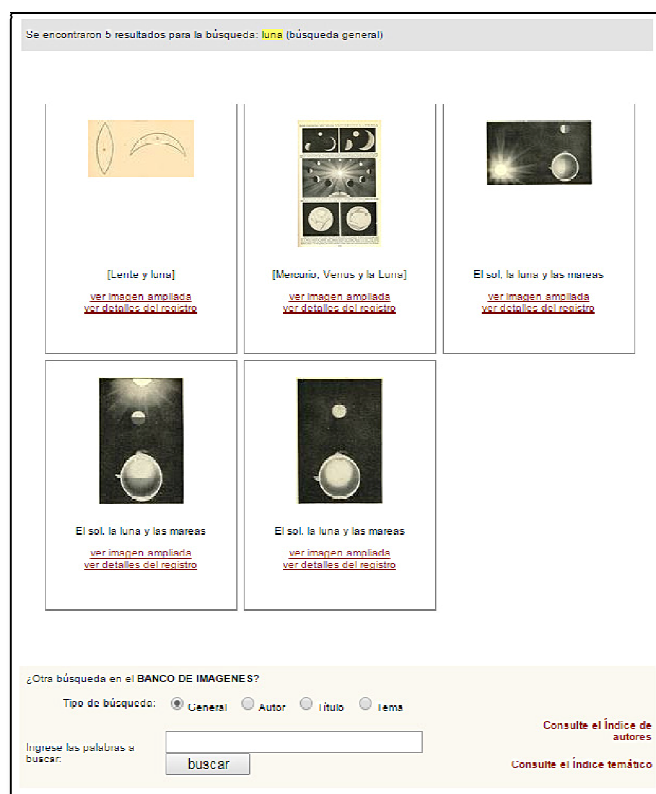 Se encontraron 5 resultados para la búsqueda: luna (búsqueda general)
[Lente y luna]
ver imagen ampliada
ver detalles del registro
[Mercurio, Venus y la Luna]
ver imagen ampliada
ver detalles del registro
El sol, la luna y las mareas
ver imagen ampliada
ver detalles del registro
El sol, la luna y las mareas
ver imagen ampliada
ver detalles del registro
El sol, la luna y las mareas
ver imagen ampliada
ver detalles del registro
¿Otra búsqueda en el BANCO DE IMAGENES?
Tipo de búsqueda: General Autor Título Tema
Ingrese las palabras a
buscar:
buscar
Consulte el Índice de
autores
Consulte el Índice temático